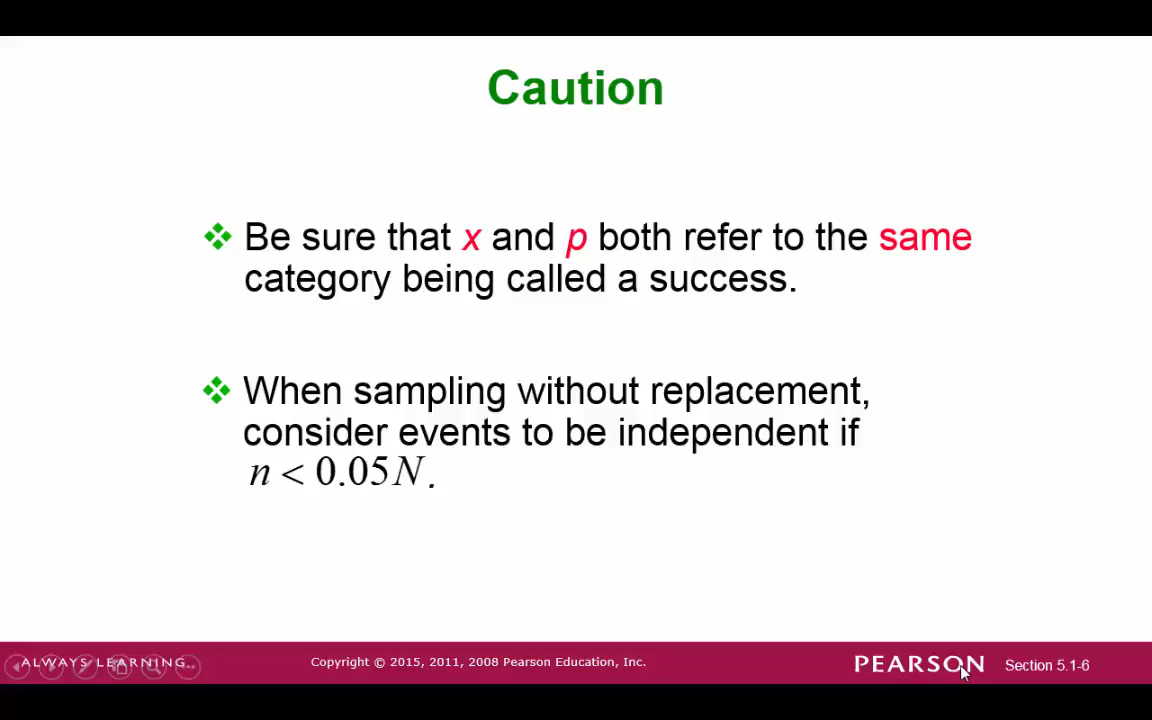 Caution
Be sure that x and p both refer to the same
category being called a success.
When sampling without replacement,
consider events to be independent if
n < 0.05N.
ALWAYS LEARNING
Copyright © 2015, 2011, 2008 Pearson Education, Inc.
PEARSON
Section 5.1-6